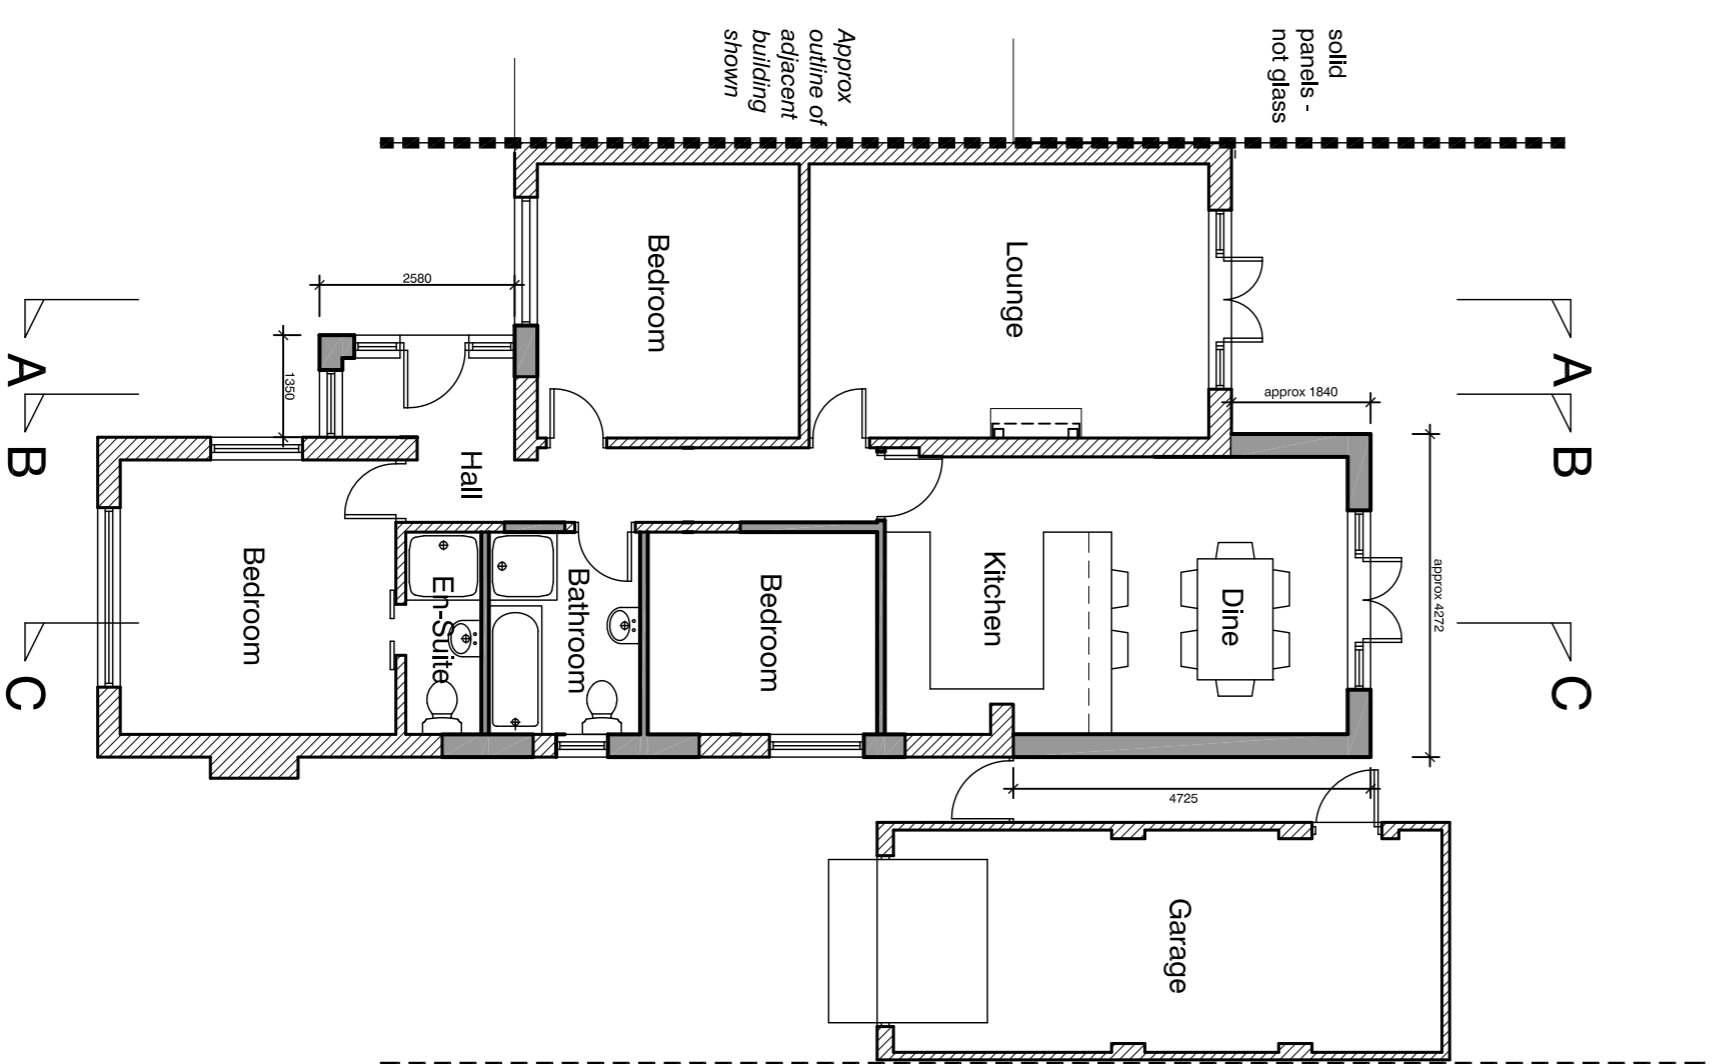 Approx
outline of
adjacent
building
shown
solid
panels -
not glass
2580
1350
approx 1840
approx 4272
4725
Bedroom
Lounge
Hall
Bedroom
En-Suite
Bathroom
Bedroom
Kitchen
Dine
Garage
A
B
C
A
B
C